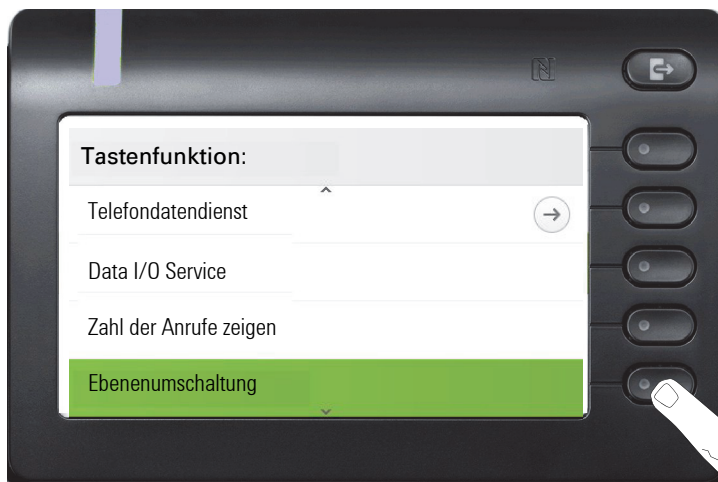 Tastenfunktion:
Telefondatendienst
Data I/O Service
Zahl der Anrufe zeigen
Ebenenumschaltung